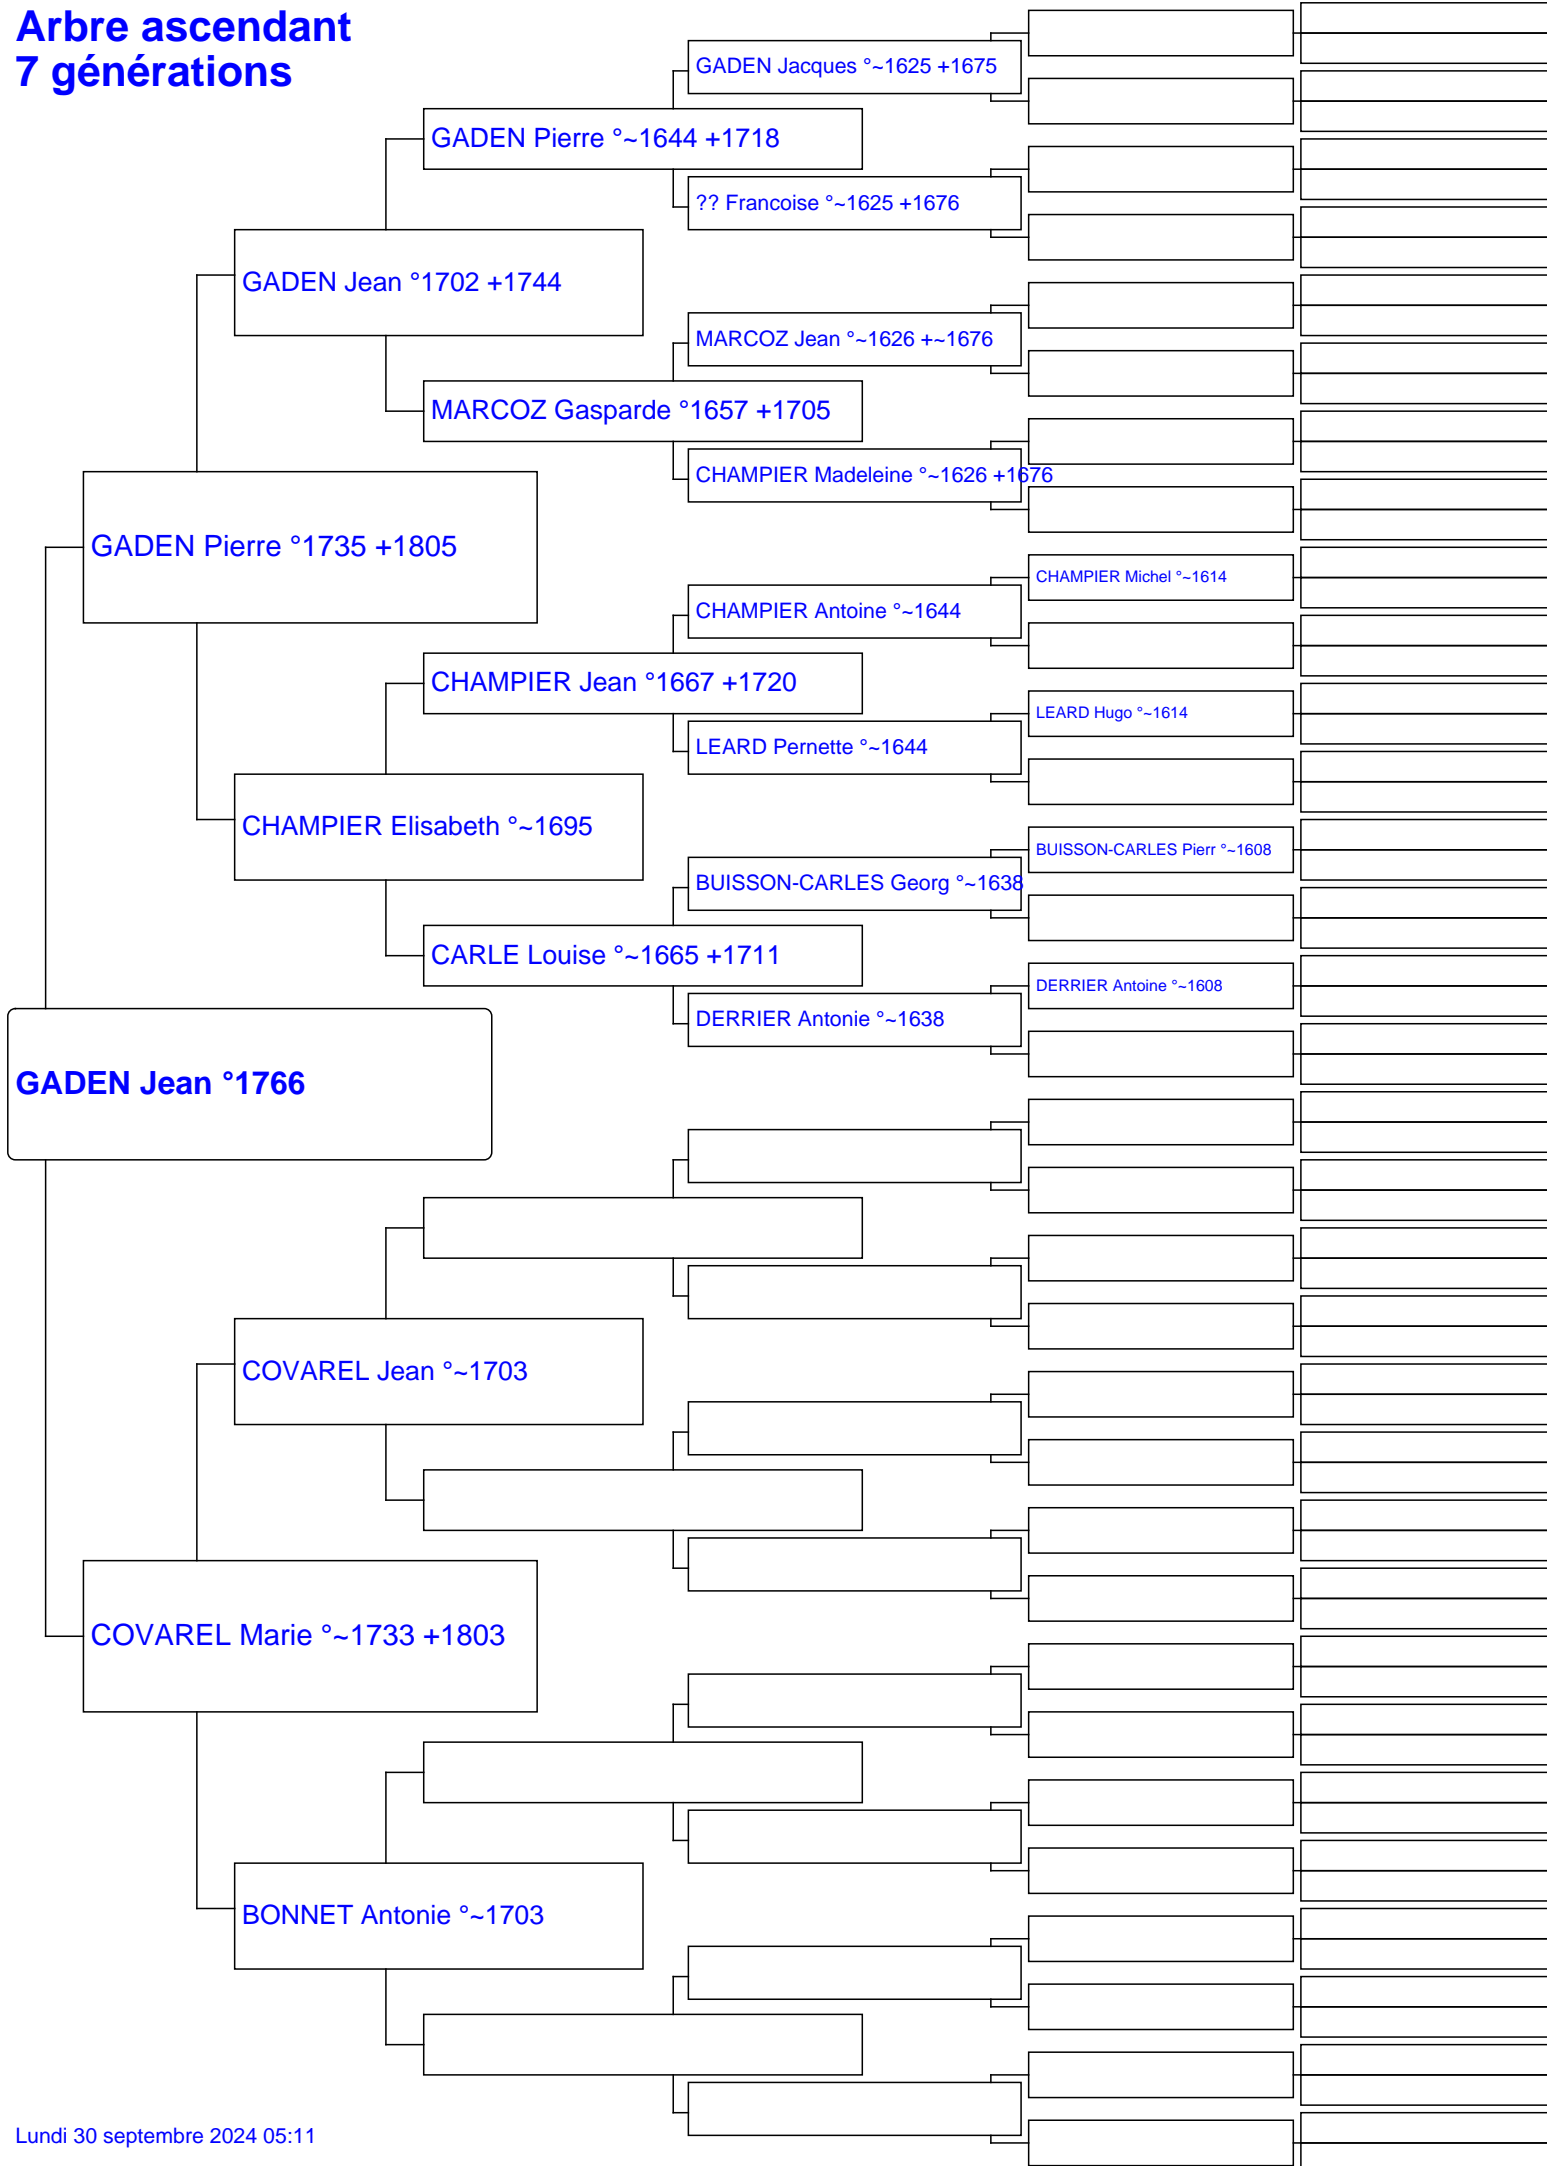 Arbre ascendant
7 générations
GADEN Jacques °~1625 +1675
GADEN Pierre °~1644 +1718
?? Francoise °~1625 +1676
GADEN Jean °1702 +1744
MARCOZ Jean °~1626 +~1676
MARCOZ Gasparde °1657 +1705
CHAMPIER Madeleine °~1626 +1676
GADEN Pierre °1735 +1805
CHAMPIER Michel °~1614
CHAMPIER Antoine °~1644
CHAMPIER Jean °1667 +1720
LEARD Hugo °~1614
LEARD Pernette °~1644
CHAMPIER Elisabeth °~1695
BUISSON-CARLES Pierr °~1608
BUISSON-CARLES Georg °~1638
CARLE Louise °~1665 +1711
DERRIER Antoine °~1608
DERRIER Antonie °~1638
GADEN Jean °1766
COVAREL Jean °~1703
COVAREL Marie °~1733 +1803
BONNET Antonie °~1703
Lundi 30 septembre 2024 05:11